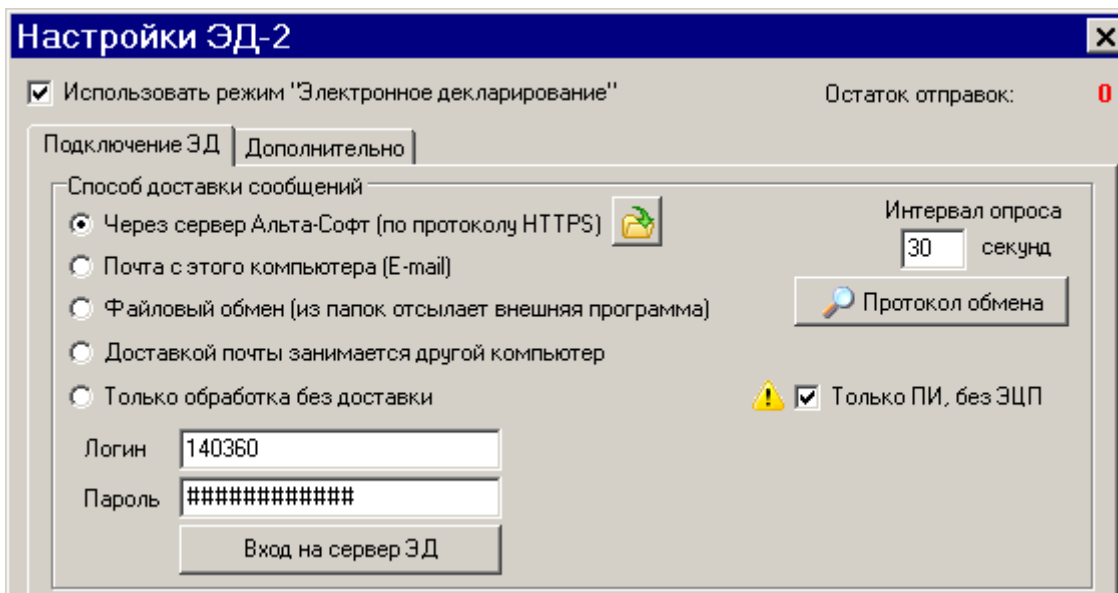 Настройки ЭД-2
Использовать режим "Электронное декларирование" Остаток отправок: 0
Подключение ЭД Дополнительно
Способ доставки сообщений
Через сервер Альта-Софт (по протоколу HTTPS) Интервал опроса
30 секунд
Почта с этого компьютера (E-mail)
Файловый обмен (из папок отсылает внешняя программа) Протокол обмена
Доставкой почты занимается другой компьютер
Только обработка без доставки Только ПИ, без ЭЦП
Логин 140360
Пароль ############
Вход на сервер ЭД